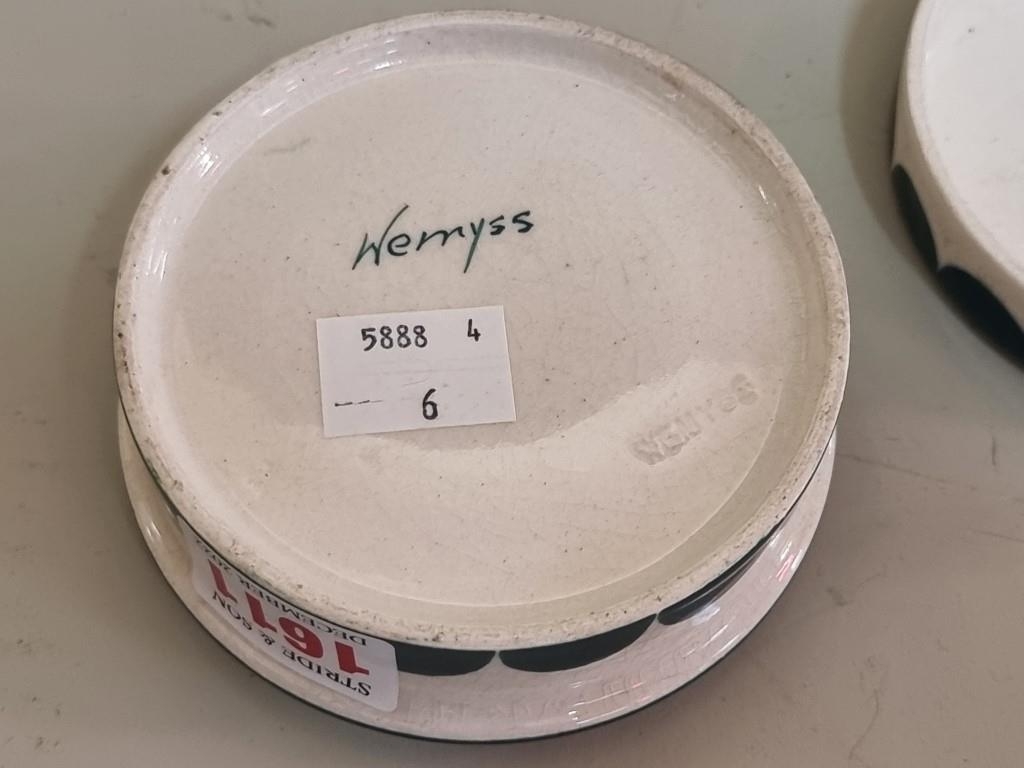 Wemyss
5888 4
6
WEMYSS
STRIDE & SON
1611
DECEMBER